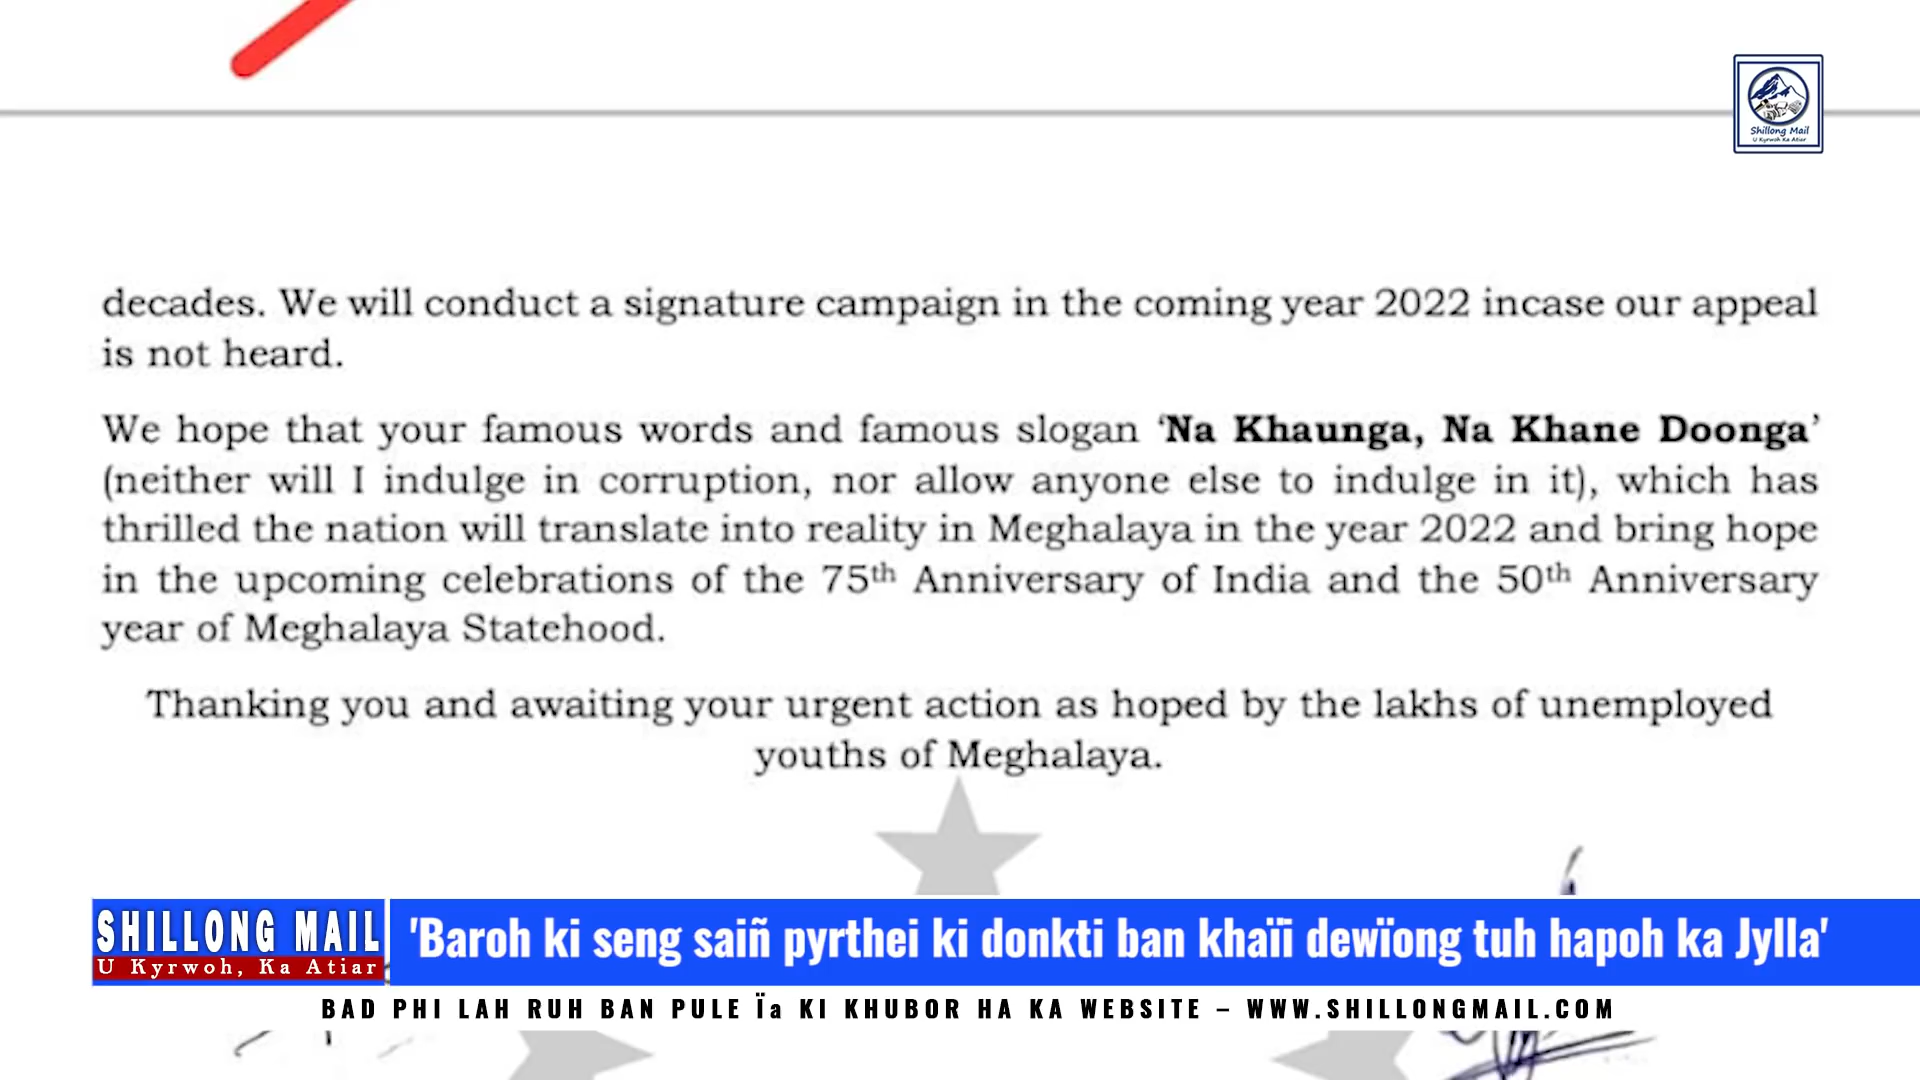 Shillong Mail
U Kyrwoh Ka Atiar
decades. We will conduct a signature campaign in the coming year 2022 incase our appeal
is not heard.
We hope that your famous words and famous slogan ‘Na Khaunga, Na Khane Doonga’
(neither will I indulge in corruption, nor allow anyone else to indulge in it), which has
thrilled the nation will translate into reality in Meghalaya in the year 2022 and bring hope
in the upcoming celebrations of the 75th Anniversary of India and the 50th Anniversary
year of Meghalaya Statehood.
Thanking you and awaiting your urgent action as hoped by the lakhs of unemployed
youths of Meghalaya.
SHILLONG MAIL
U Kyrwoh, Ka Atiar
'Baroh ki seng saiñ pyrthei ki donkti ban khaïi dewïong tuh hapoh ka Jylla'
BAD PHI LAH RUH BAN PULE Ïa KI KHUBOR HA KA WEBSITE – WWW.SHILLONGMAIL.COM